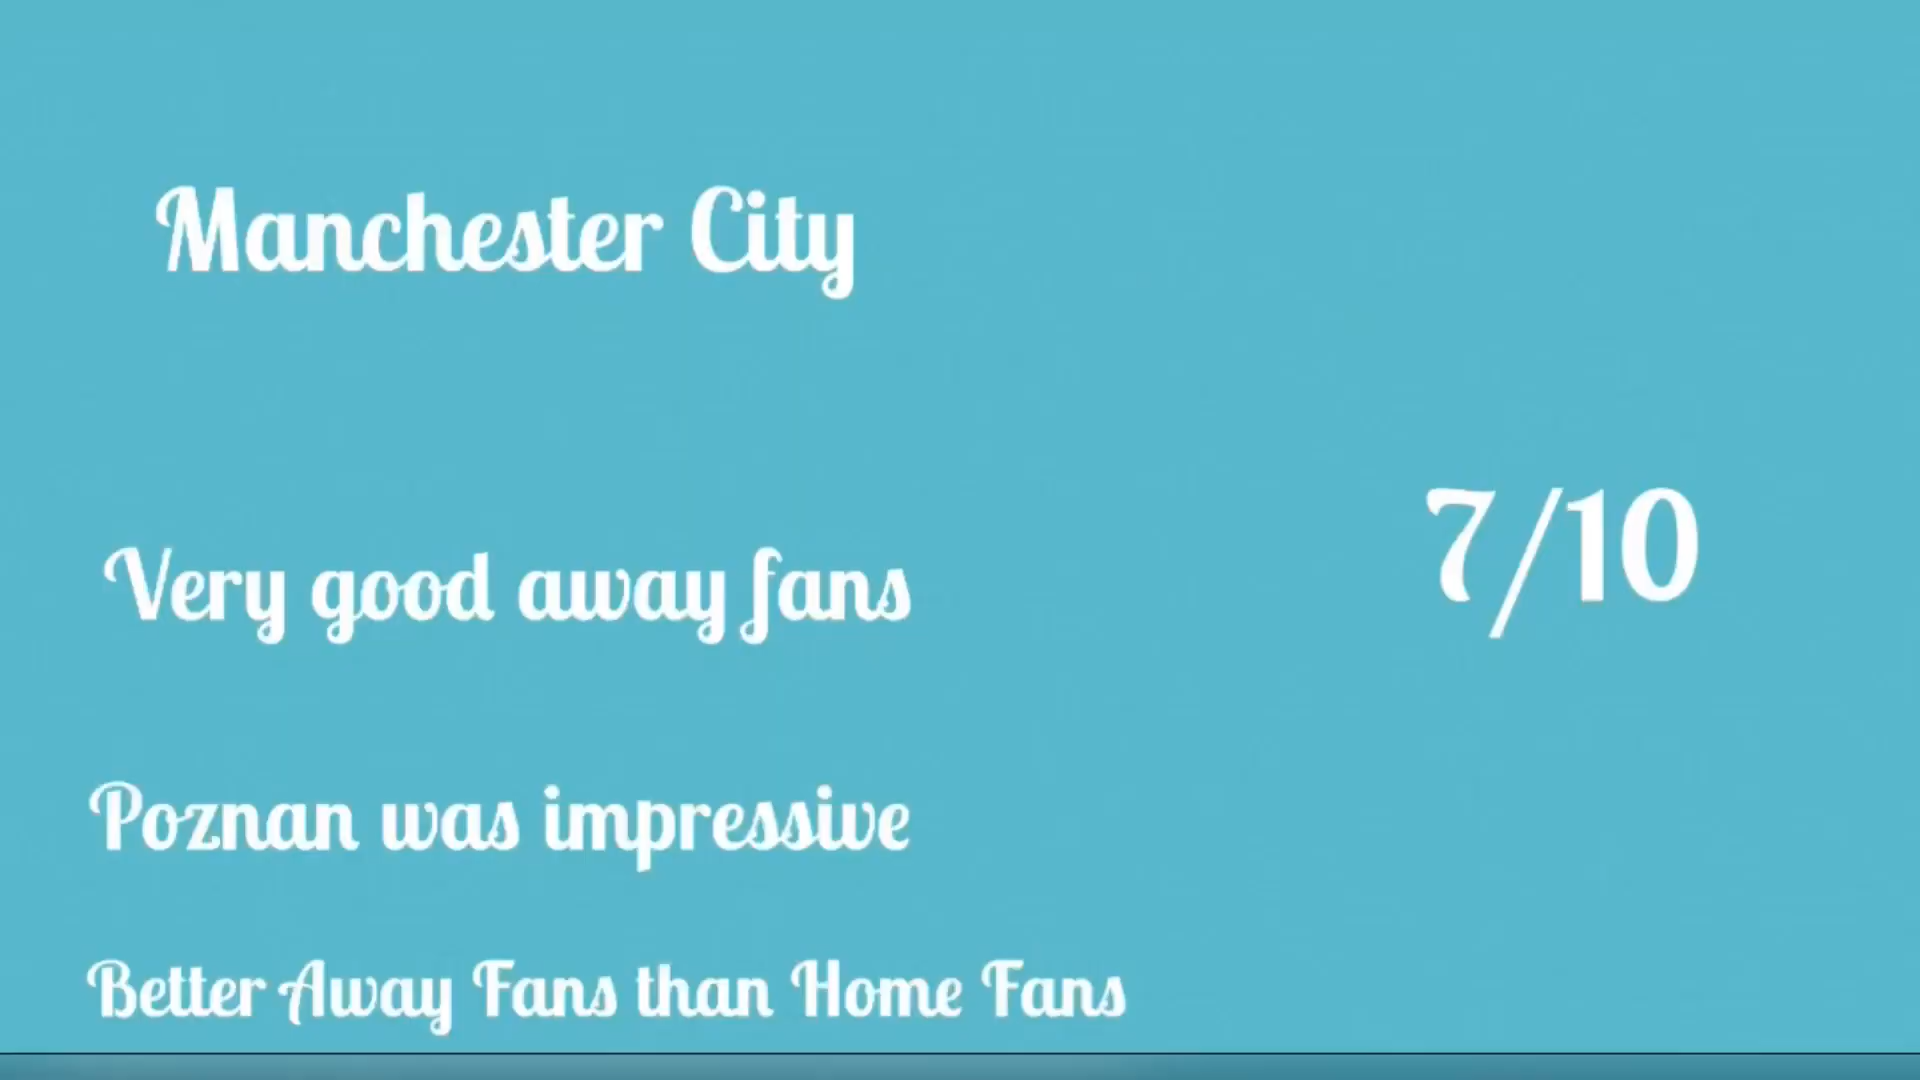 Manchester City
7/10
Very good away fans
Poznan was impressive
Better Away Fans than Home Fans